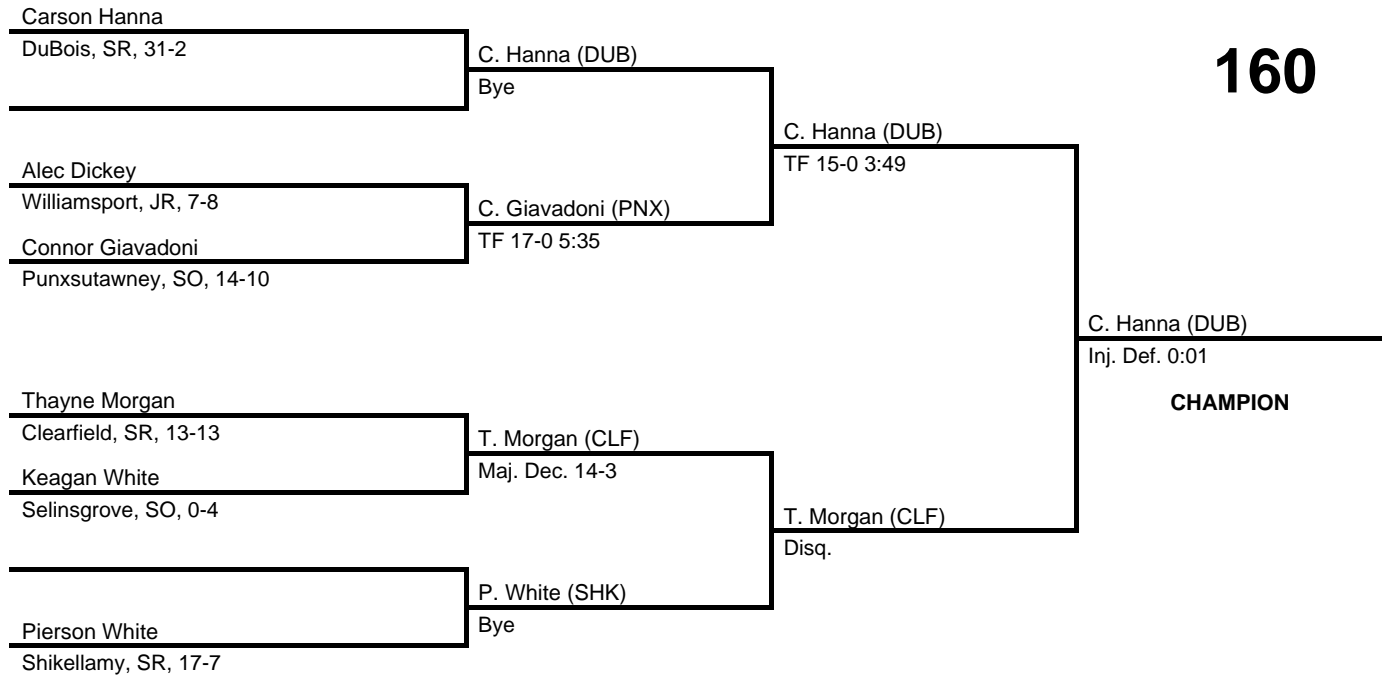 Carson Hanna
DuBois, SR, 31-2
C. Hanna (DUB)
Bye
160
C. Hanna (DUB)
TF 15-0 3:49
Alec Dickey
Williamsport, JR, 7-8
C. Giavadoni (PNX)
TF 17-0 5:35
Connor Giavadoni
Punxsutawney, SO, 14-10
C. Hanna (DUB)
Inj. Def. 0:01
CHAMPION
Thayne Morgan
Clearfield, SR, 13-13
T. Morgan (CLF)
Maj. Dec. 14-3
Keagan White
Selinsgrove, SO, 0-4
T. Morgan (CLF)
Disq.
P. White (SHK)
Bye
Pierson White
Shikellamy, SR, 17-7